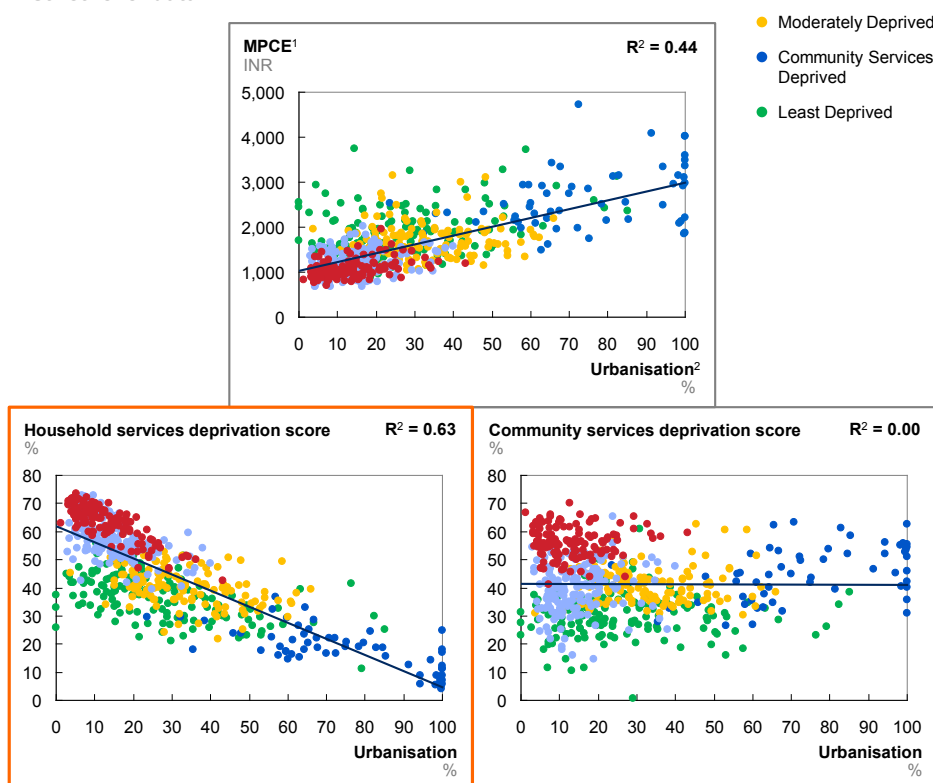 Moderately Deprived
Community Services
Deprived
Least Deprived
MPCE¹ R² = 0.44
INR
5,000
4,000
3,000
2,000
1,000
0
0 10 20 30 40 50 60 70 80 90 100
Urbanisation²
%
Household services deprivation score R² = 0.63
%
80
70
60
50
40
30
20
10
0
0 10 20 30 40 50 60 70 80 90 100
Urbanisation
%
Community services deprivation score R² = 0.00
%
80
70
60
50
40
30
20
10
0
0 10 20 30 40 50 60 70 80 90 100
Urbanisation
%